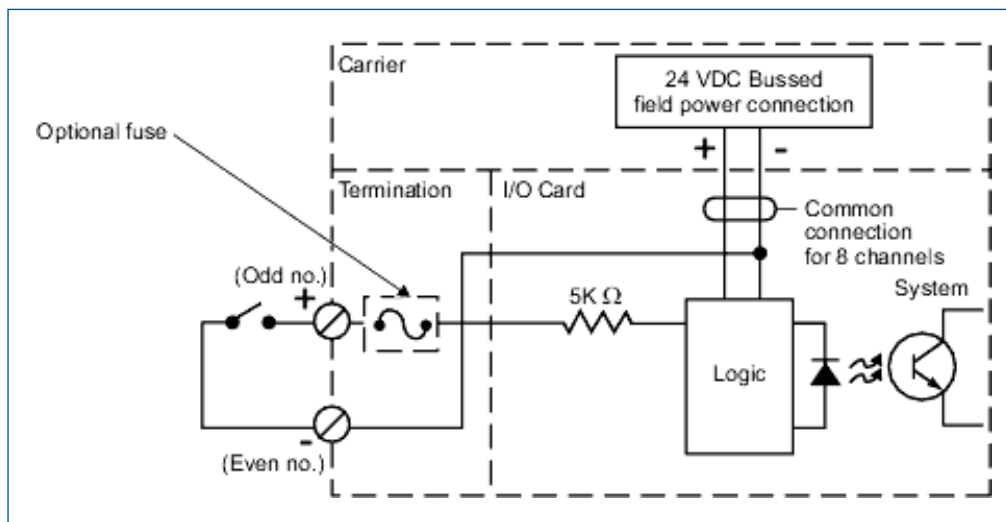 Carrier
24 VDC Bussed
field power connection
Optional fuse
+ -
Termination
I/O Card
Common
connection
for 8 channels
(Odd no.)
+
5K Ω
System
Logic
-
(Even no.)